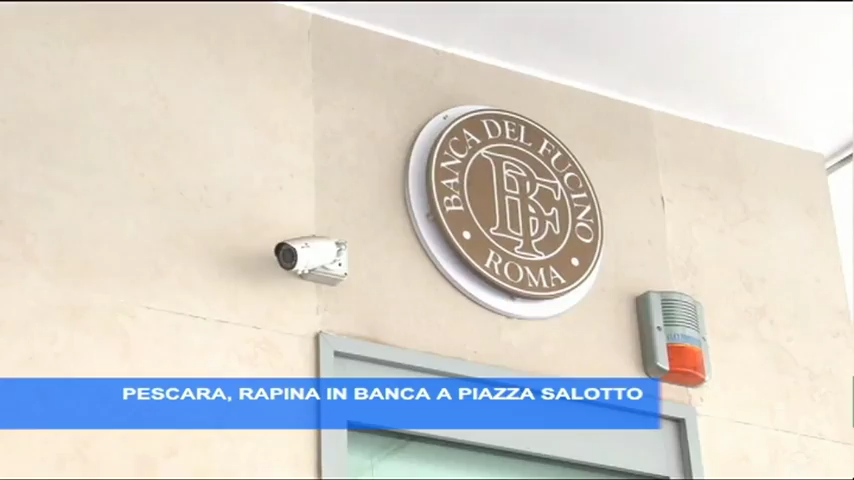 BANCA DEL FUCINO
BF
• ROMA •
PESCARA, RAPINA IN BANCA A PIAZZA SALOTTO